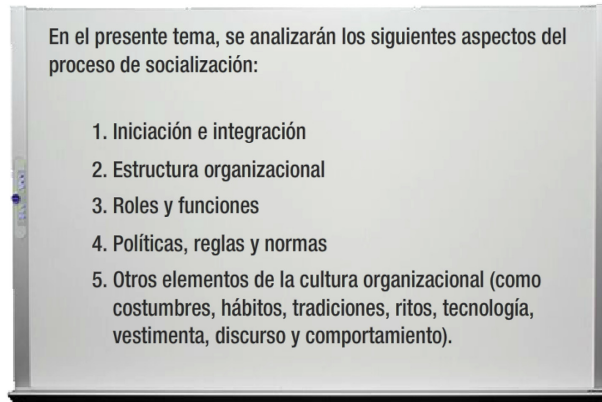 En el presente tema, se analizarán los siguientes aspectos del
proceso de socialización:
1. Iniciación e integración
2. Estructura organizacional
3. Roles y funciones
4. Políticas, reglas y normas
5. Otros elementos de la cultura organizacional (como
costumbres, hábitos, tradiciones, ritos, tecnología,
vestimenta, discurso y comportamiento).